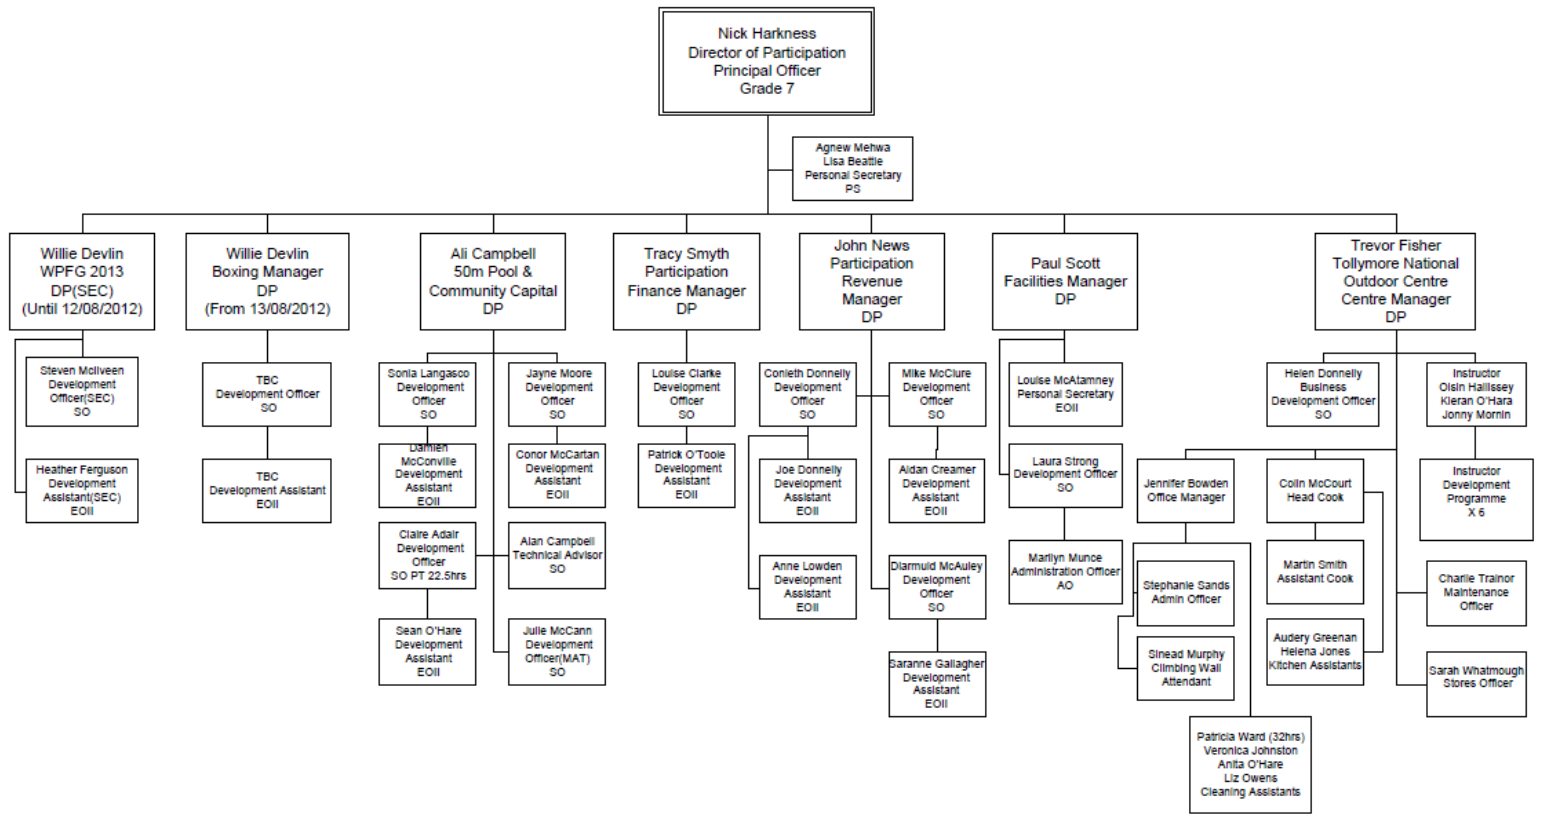 Nick Harkness
Director of Participation
Principal Officer
Grade 7
Agnew Mehwa
Lisa Beattie
Personal Secretary
PS
Willie Devlin
WPFG 2013
DP(SEC)
(Until 12/08/2012)
Willie Devlin
Boxing Manager
DP
(From 13/08/2012)
Ali Campbell
50m Pool &
Community Capital
DP
Tracy Smyth
Participation
Finance Manager
DP
John News
Participation
Revenue
Manager
DP
Paul Scott
Facilities Manager
DP
Trevor Fisher
Tollymore National
Outdoor Centre
Centre Manager
DP
Steven McIlveen
Development
Officer(SEC)
SO
Heather Ferguson
Development
Assistant(SEC)
EOII
TBC
Development Officer
SO
TBC
Development Assistant
EOII
Sonia Langasco
Development
Officer
SO
Jayne Moore
Development
Officer
SO
Damien
McConville
Development
Assistant
EOII
Conor McCartan
Development
Assistant
EOII
Claire Adair
Development
Officer
SO PT 22.5hrs
Alan Campbell
Technical Advisor
SO
Sean O'Hare
Development
Assistant
EOII
Julie McCann
Development
Officer(MAT)
SO
Louise Clarke
Development
Officer
SO
Patrick O'Toole
Development
Assistant
EOII
Conleth Donnelly
Development
Officer
SO
Mike McClure
Development
Officer
SO
Joe Donnelly
Development
Assistant
EOII
Aidan Creamer
Development
Assistant
EOII
Anne Lowden
Development
Assistant
EOII
Diarmuid McAuley
Development
Officer
SO
Saranne Gallagher
Development
Assistant
EOII
Louise McAtamney
Personal Secretary
EOII
Laura Strong
Development Officer
SO
Marilyn Munce
Administration Officer
AO
Helen Donnelly
Business
Development Officer
SO
Instructor
Oisin Hallissey
Kieran O'Hara
Jonny Mornin
Jennifer Bowden
Office Manager
Colin McCourt
Head Cook
Instructor
Development
Programme
X 6
Stephanie Sands
Admin Officer
Martin Smith
Assistant Cook
Charlie Trainor
Maintenance
Officer
Sinead Murphy
Climbing Wall
Attendant
Audery Greenan
Helena Jones
Kitchen Assistants
Sarah Whatmough
Stores Officer
Patricia Ward (32hrs)
Veronica Johnston
Anita O'Hare
Liz Owens
Cleaning Assistants